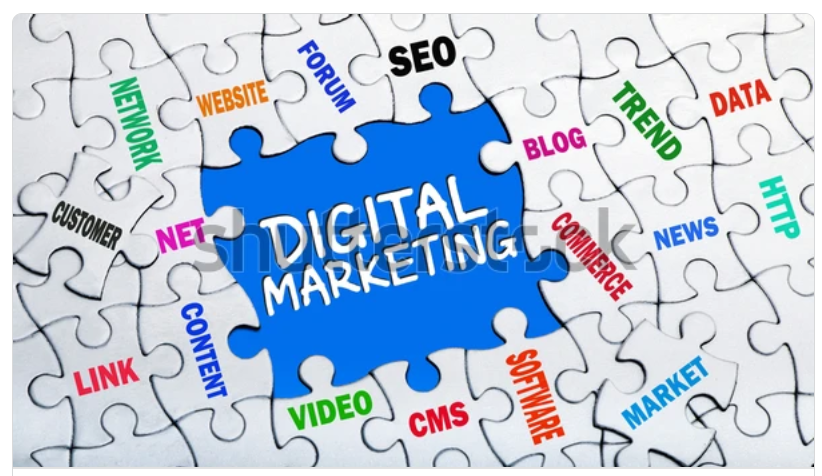 SEO
FORUM
WEBSITE
NETWORK
TREND
DATA
BLOG
HTTP
CUSTOMER
NET
DIGITAL
MARKETING
COMMERCE
NEWS
shutterstock
CONTENT
LINK
VIDEO
CMS
SOFTWARE
MARKET